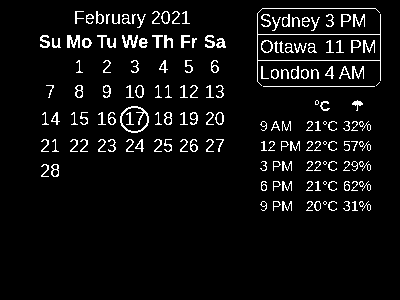 February 2021
Su Mo Tu We Th Fr Sa
1 2 3 4 5 6
7 8 9 10 11 12 13
14 15 16 17 18 19 20
21 22 23 24 25 26 27
28
Sydney 3 PM
Ottawa 11 PM
London 4 AM
°C ☂
9 AM 21°C 32%
12 PM 22°C 57%
3 PM 22°C 29%
6 PM 21°C 62%
9 PM 20°C 31%